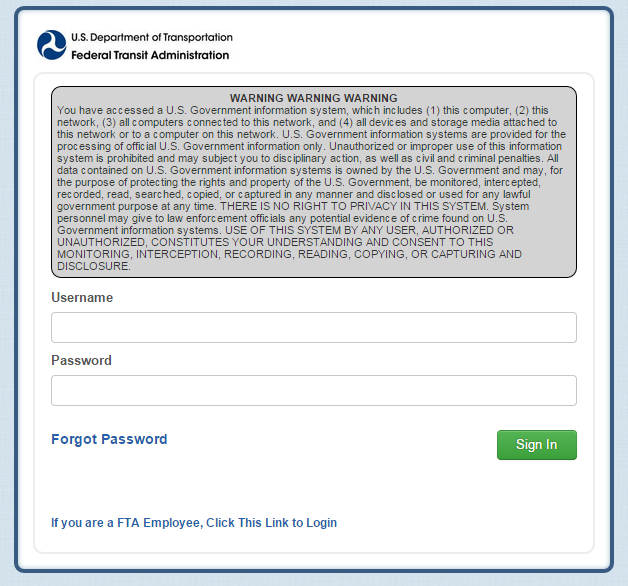 U.S. Department of Transportation
Federal Transit Administration
WARNING WARNING WARNING
You have accessed a U.S. Government information system, which includes (1) this computer, (2) this
network, (3) all computers connected to this network, and (4) all devices and storage media attached to
this network or to a computer on this network. U.S. Government information systems are provided for the
processing of official U.S. Government information only. Unauthorized or improper use of this information
system is prohibited and may subject you to disciplinary action, as well as civil and criminal penalties. All
data contained on U.S. Government information systems is owned by the U.S. Government and may, for
the purpose of protecting the rights and property of the U.S. Government, be monitored, intercepted,
recorded, read, searched, copied, or captured in any manner and disclosed or used for any lawful
government purpose at any time. THERE IS NO RIGHT TO PRIVACY IN THIS SYSTEM. System
personnel may give to law enforcement officials any potential evidence of crime found on U.S.
Government information systems. USE OF THIS SYSTEM BY ANY USER, AUTHORIZED OR
UNAUTHORIZED, CONSTITUTES YOUR UNDERSTANDING AND CONSENT TO THIS
MONITORING, INTERCEPTION, RECORDING, READING, COPYING, OR CAPTURING AND
DISCLOSURE.
Username
Password
Forgot Password
Sign In
If you are a FTA Employee, Click This Link to Login